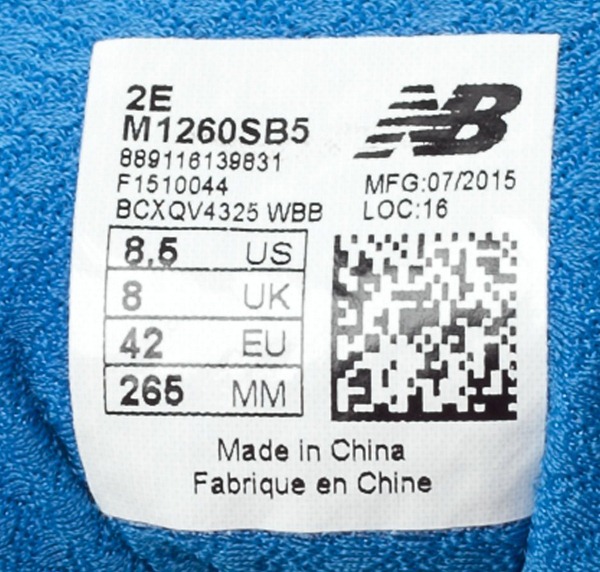 2E
M1260SB5
889116139831
F1510044
BCXQV4325 WBB
NB
MFG:07/2015
LOC:16
8.5 US
8 UK
42 EU
265 MM
Made in China
Fabrique en Chine